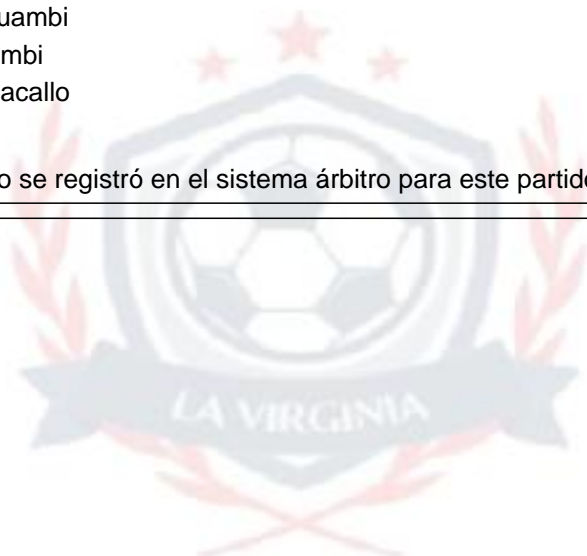 uambi
mbi
acallo
o se registró en el sistema árbitro para este partido
LA VIRGINIA